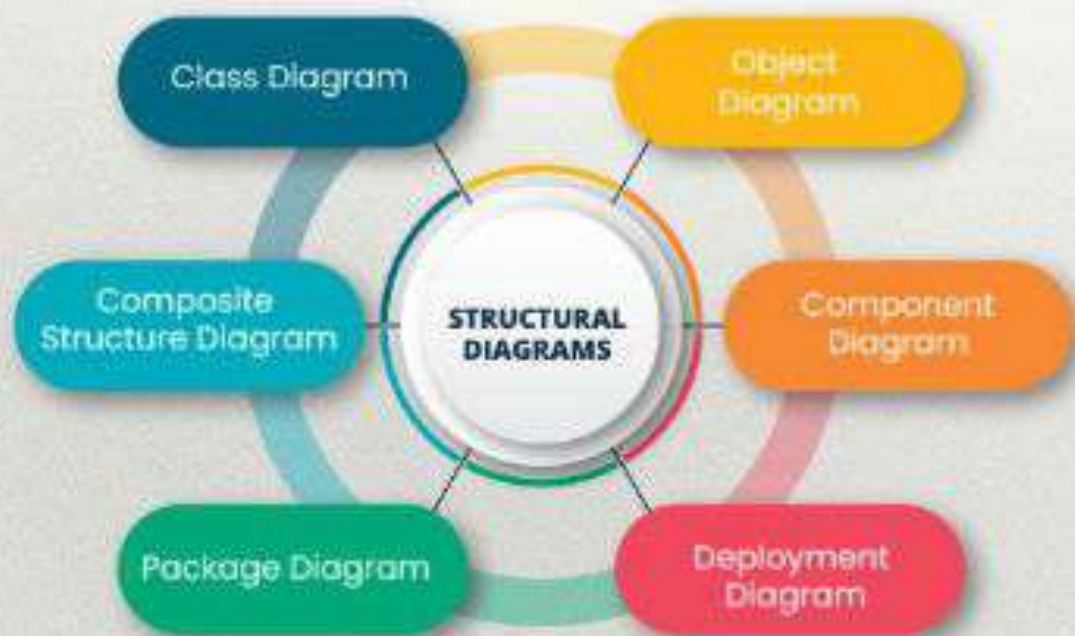 Class Diagram
Object
Diagram
Composite
Structure Diagram
STRUCTURAL
DIAGRAMS
Component
Diagram
Package Diagram
Deployment
Diagram